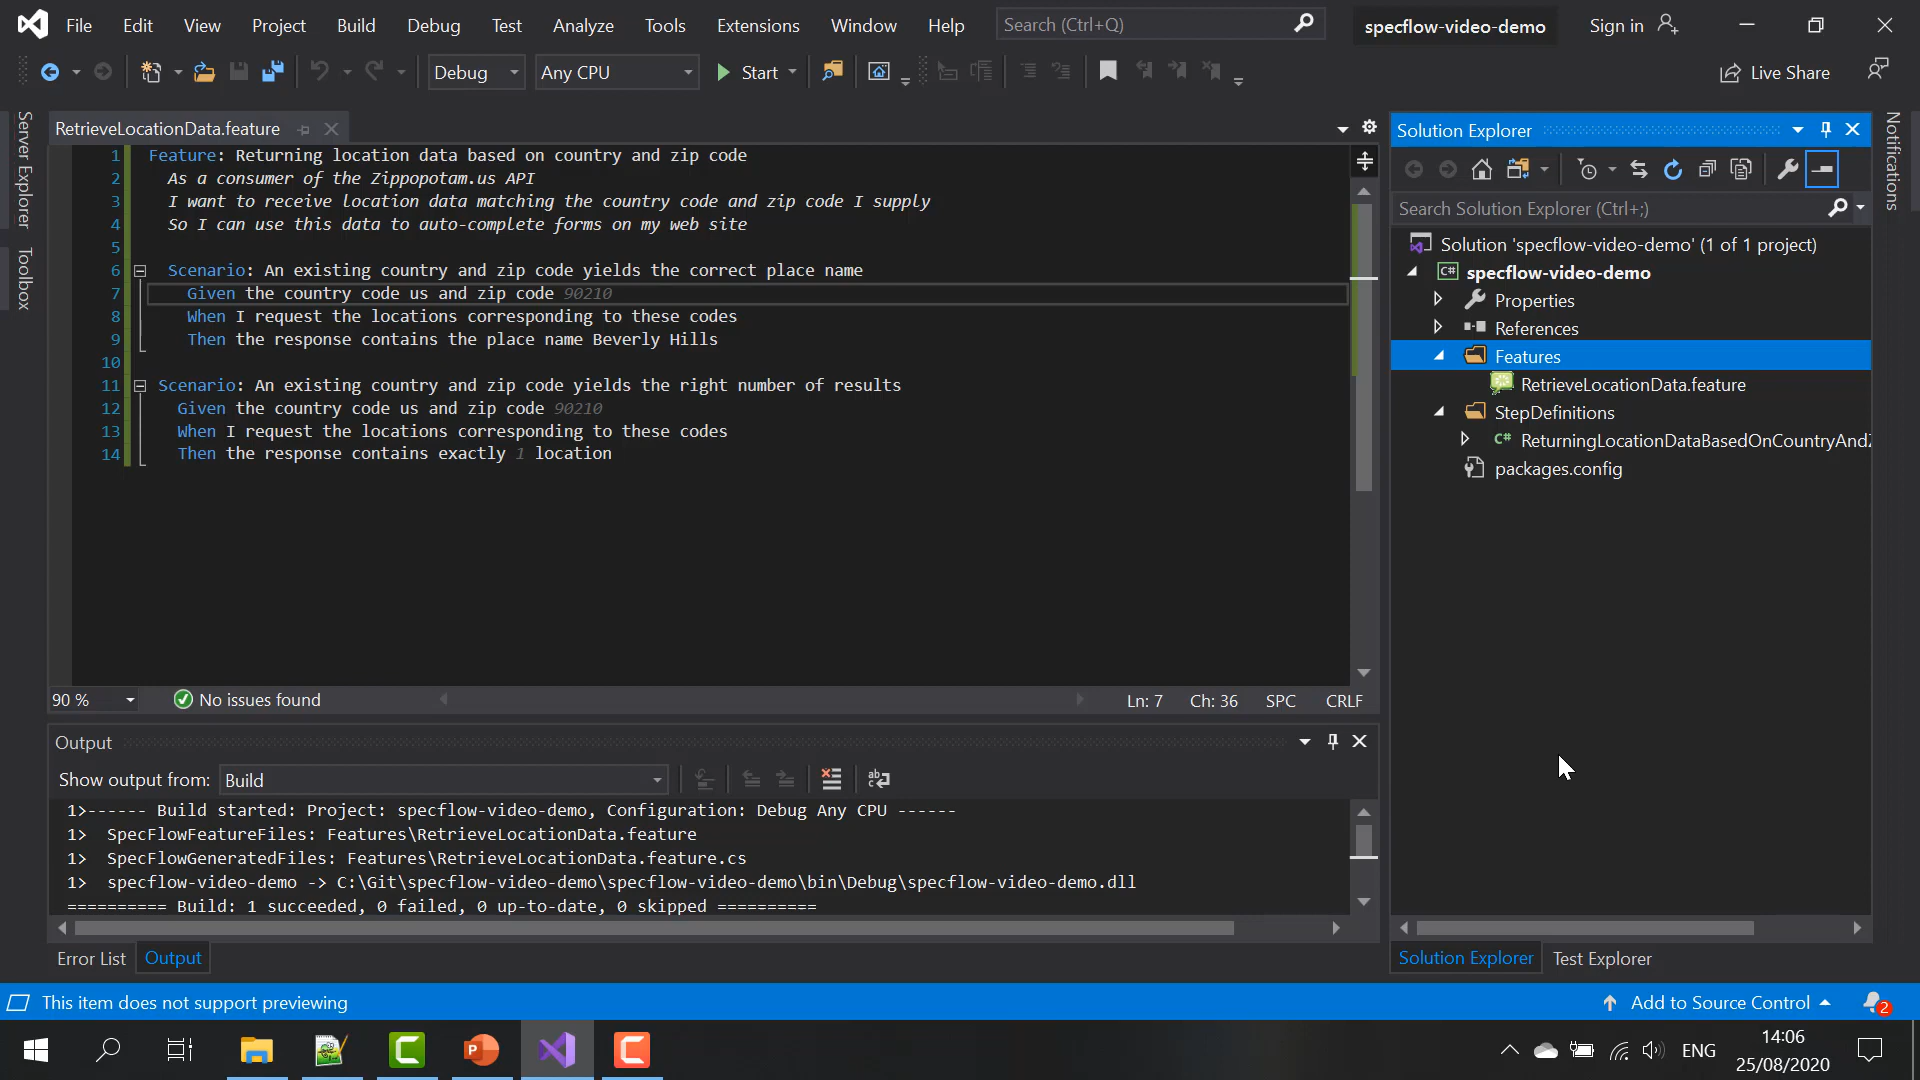 File Edit View Project Build Debug Test Analyze Tools Extensions Window Help Search (Ctrl+Q) specflow-video-demo Sign in
Debug Any CPU Start Live Share
Server Explorer
Toolbox
RetrieveLocationData.feature
1 Feature: Returning location data based on country and zip code
2 As a consumer of the Zippopotam.us API
3 I want to receive location data matching the country code and zip code I supply
4 So I can use this data to auto-complete forms on my web site
5
6 Scenario: An existing country and zip code yields the correct place name
7 Given the country code us and zip code 90210
8 When I request the locations corresponding to these codes
9 Then the response contains the place name Beverly Hills
10
11 Scenario: An existing country and zip code yields the right number of results
12 Given the country code us and zip code 90210
13 When I request the locations corresponding to these codes
14 Then the response contains exactly 1 location
90 % No issues found Ln: 7 Ch: 36 SPC CRLF
Output
Show output from: Build
1>------ Build started: Project: specflow-video-demo, Configuration: Debug Any CPU ------
1> SpecFlowFeatureFiles: Features\RetrieveLocationData.feature
1> SpecFlowGeneratedFiles: Features\RetrieveLocationData.feature.cs
1> specflow-video-demo -> C:\Git\specflow-video-demo\specflow-video-demo\bin\Debug\specflow-video-demo.dll
========== Build: 1 succeeded, 0 failed, 0 up-to-date, 0 skipped ==========
Error List Output
Solution Explorer
Search Solution Explorer (Ctrl+;)
Solution 'specflow-video-demo' (1 of 1 project)
C# specflow-video-demo
Properties
References
Features
RetrieveLocationData.feature
StepDefinitions
C# ReturningLocationDataBasedOnCountryAndZ
packages.config
Solution Explorer Test Explorer
Notifications
This item does not support previewing Add to Source Control 2
ENG
14:06
25/08/2020